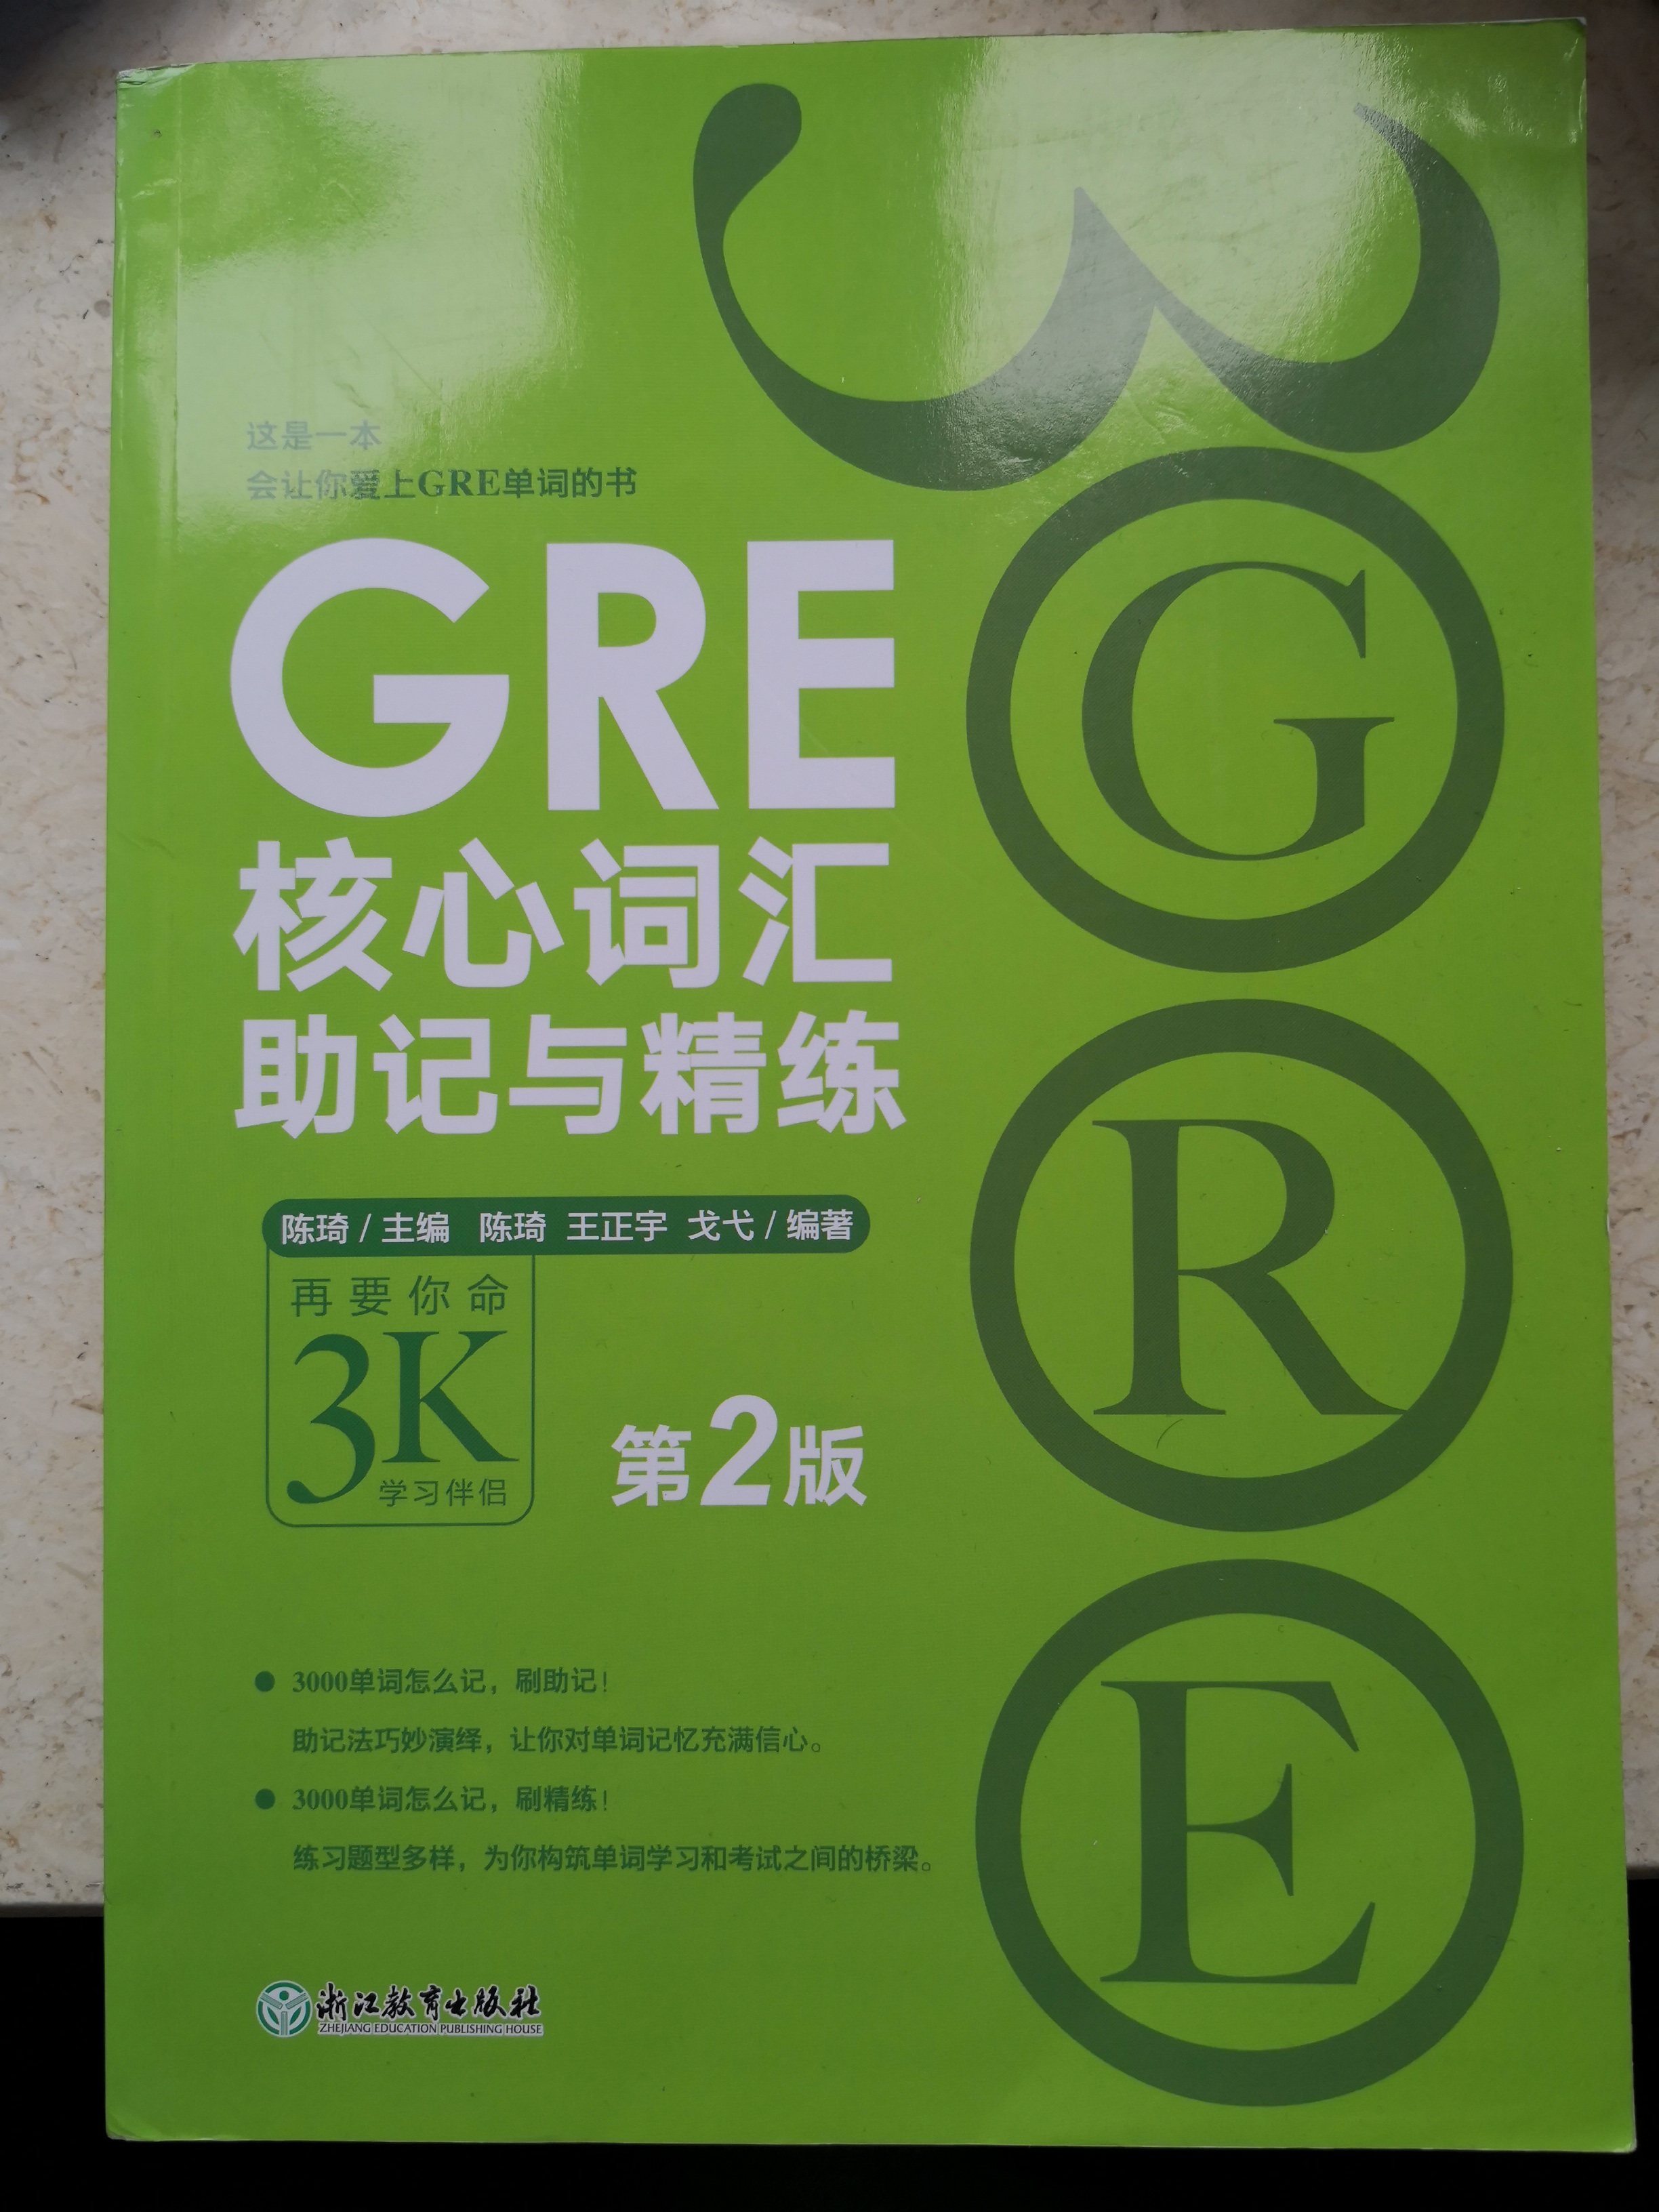 这是一本
会让你爱上GRE单词的书
GRE
核心词汇
助记与精练
陈琦/主编 陈琦 王正宇 戈弋/编著
再要你命
3K
学习伴侣
第2版
● 3000单词怎么记，刷助记！
助记法巧妙演绎，让你对单词记忆充满信心。
● 3000单词怎么记，刷精练！
练习题型多样，为你构筑单词学习和考试之间的桥梁。
浙江教育出版社
ZHEJIANG EDUCATION PUBLISHING HOUSE
G
R
E